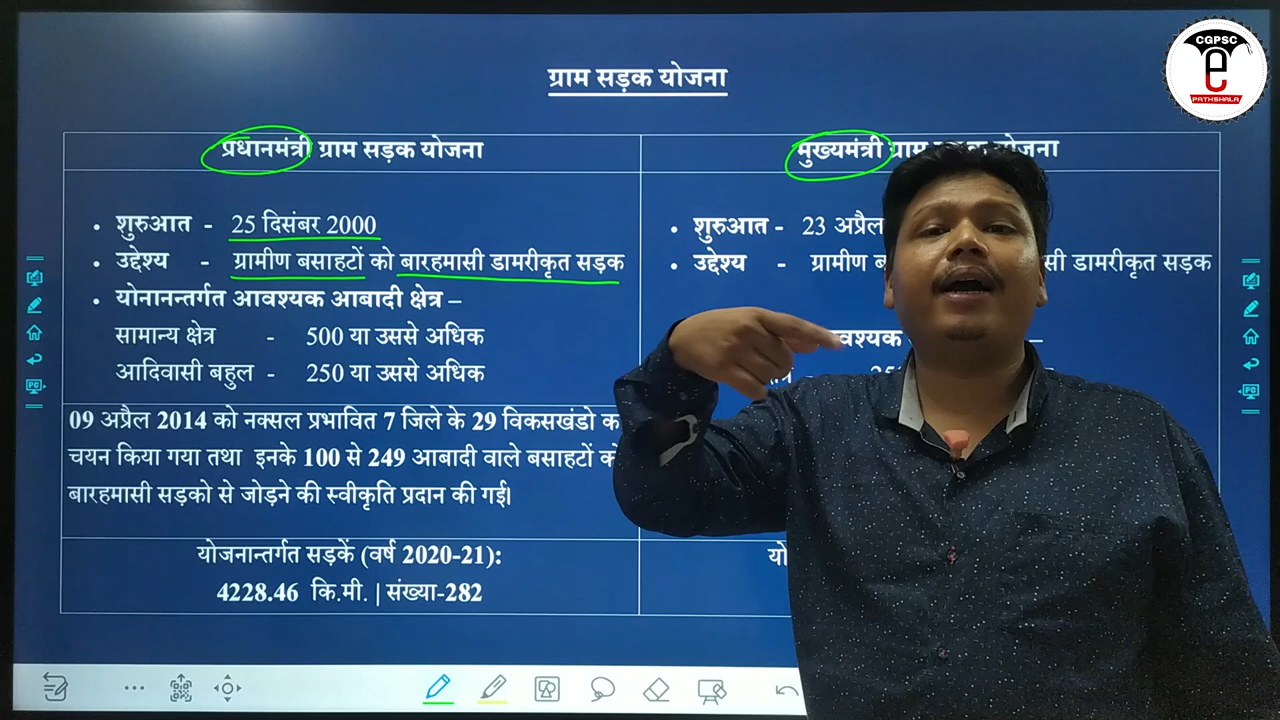 CGPSC
e
PATHSHALA
ग्राम सड़क योजना
प्रधानमंत्री ग्राम सड़क योजना
• शुरुआत - 25 दिसंबर 2000
• उद्देश्य - ग्रामीण बसाहटों को बारहमासी डामरीकृत सड़क
• योनानन्तर्गत आवश्यक आबादी क्षेत्र –
सामान्य क्षेत्र - 500 या उससे अधिक
आदिवासी बहुल - 250 या उससे अधिक
09 अप्रैल 2014 को नक्सल प्रभावित 7 जिले के 29 विकसखंडो
चयन किया गया तथा इनके 100 से 249 आबादी वाले बसाहटों
बारहमासी सड़को से जोड़ने की स्वीकृति प्रदान की गई।
योजनान्तर्गत सड़कें (वर्ष 2020-21):
4228.46 कि.मी. | संख्या-282
मुख्यमंत्री ग्राम योजना
• शुरुआत - 23 अप्रैल
• उद्देश्य - ग्रामीण डामरीकृत सड़क
PC
PC